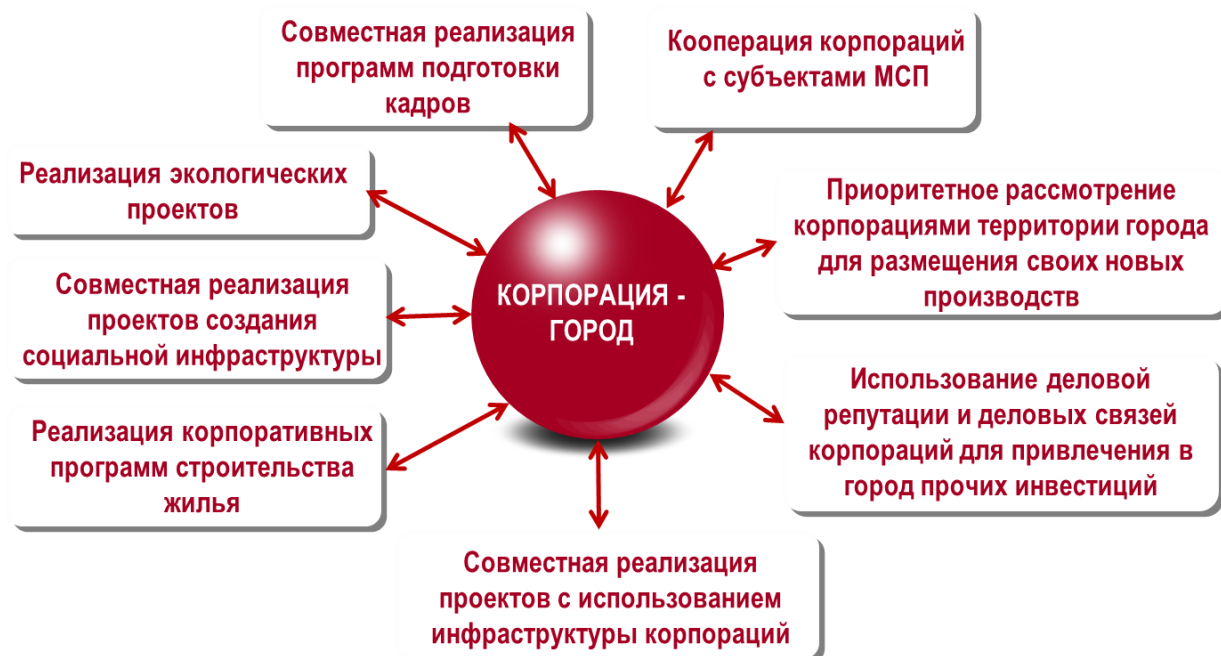 Совместная реализация
программ подготовки
кадров
Кооперация корпораций
с субъектами МСП
Реализация экологических
проектов
Приоритетное рассмотрение
корпорациями территории города
для размещения своих новых
производств
Совместная реализация
проектов создания
социальной инфраструктуры
КОРПОРАЦИЯ -
ГОРОД
Использование деловой
репутации и деловых связей
корпораций для привлечения в
город прочих инвестиций
Реализация корпоративных
программ строительства
жилья
Совместная реализация
проектов с использованием
инфраструктуры корпораций